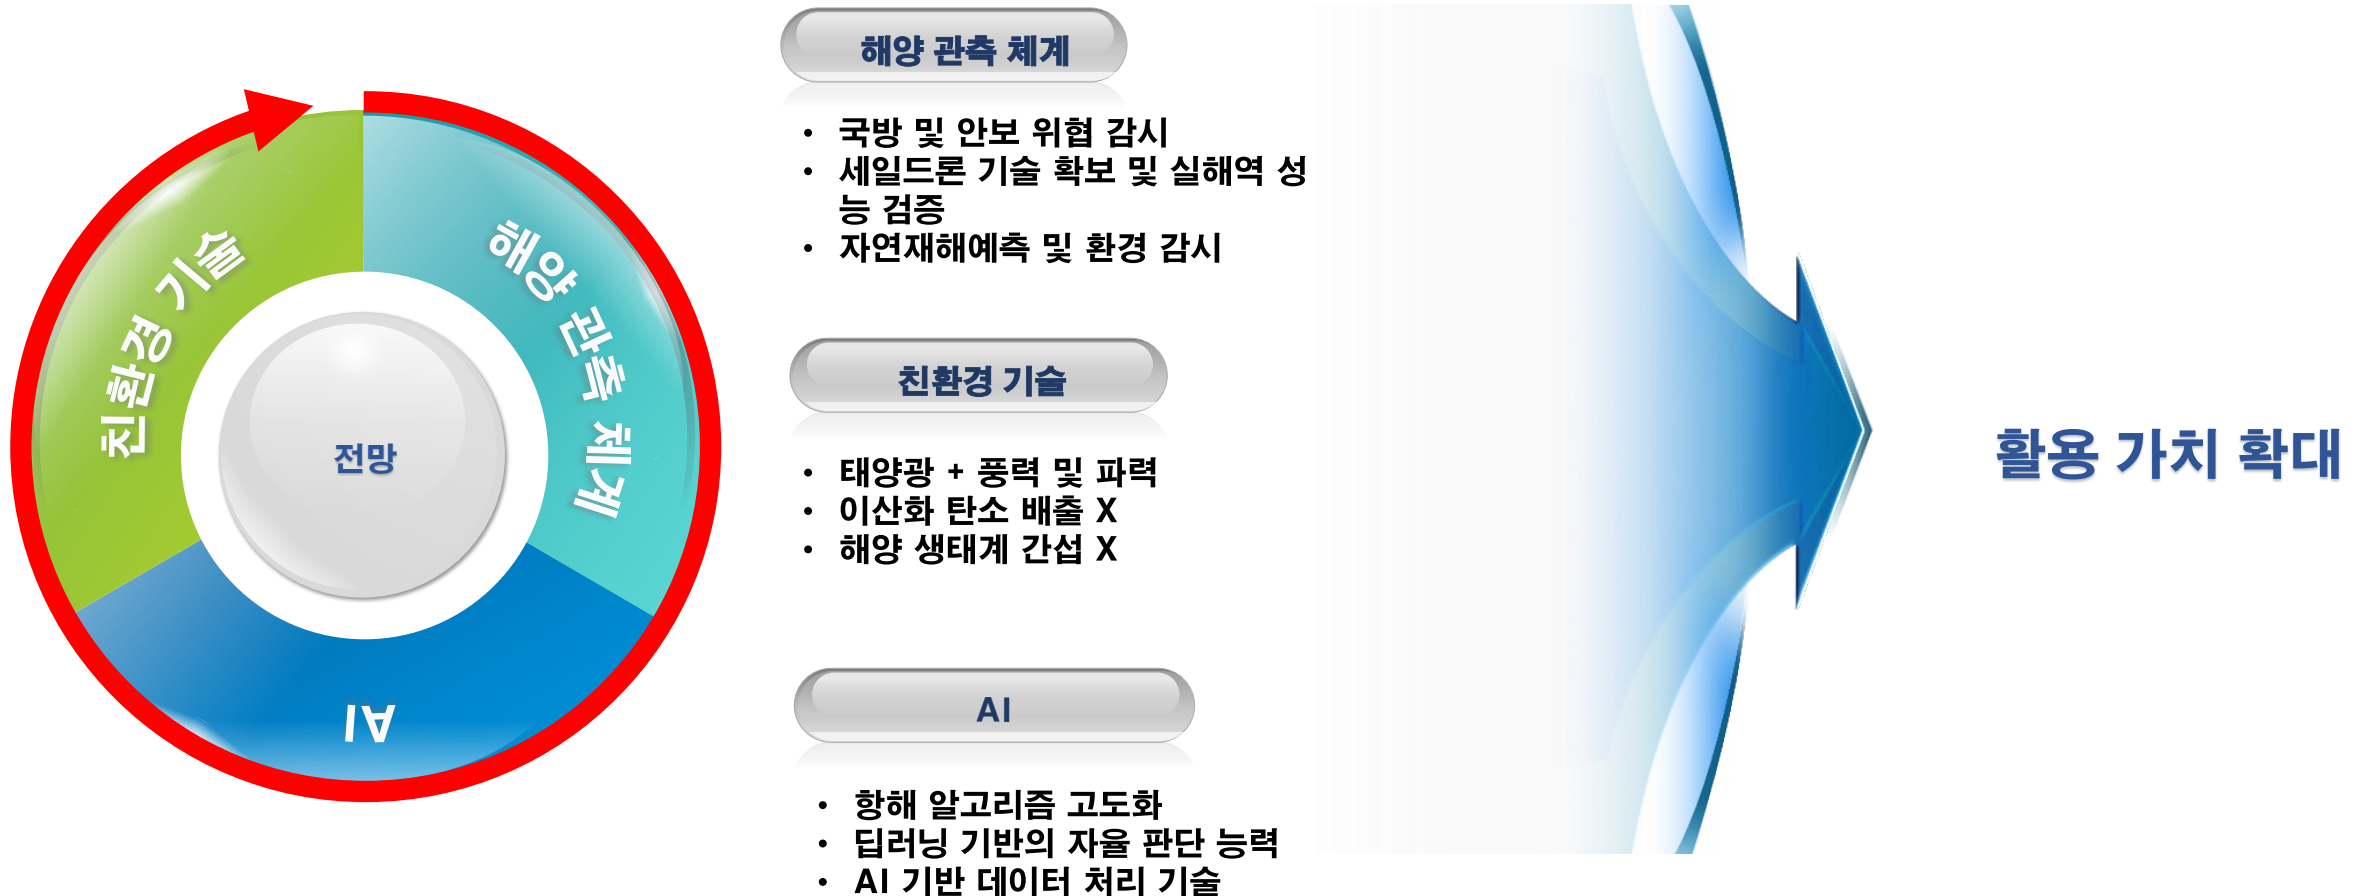 친환경 기술
해양 관측 체계
AI
전망
해양 관측 체계
• 국방 및 안보 위협 감시
• 세일드론 기술 확보 및 실해역 성
능 검증
• 자연재해예측 및 환경 감시
친환경 기술
• 태양광 + 풍력 및 파력
• 이산화 탄소 배출 X
• 해양 생태계 간섭 X
AI
• 항해 알고리즘 고도화
• 딥러닝 기반의 자율 판단 능력
• AI 기반 데이터 처리 기술
활용 가치 확대